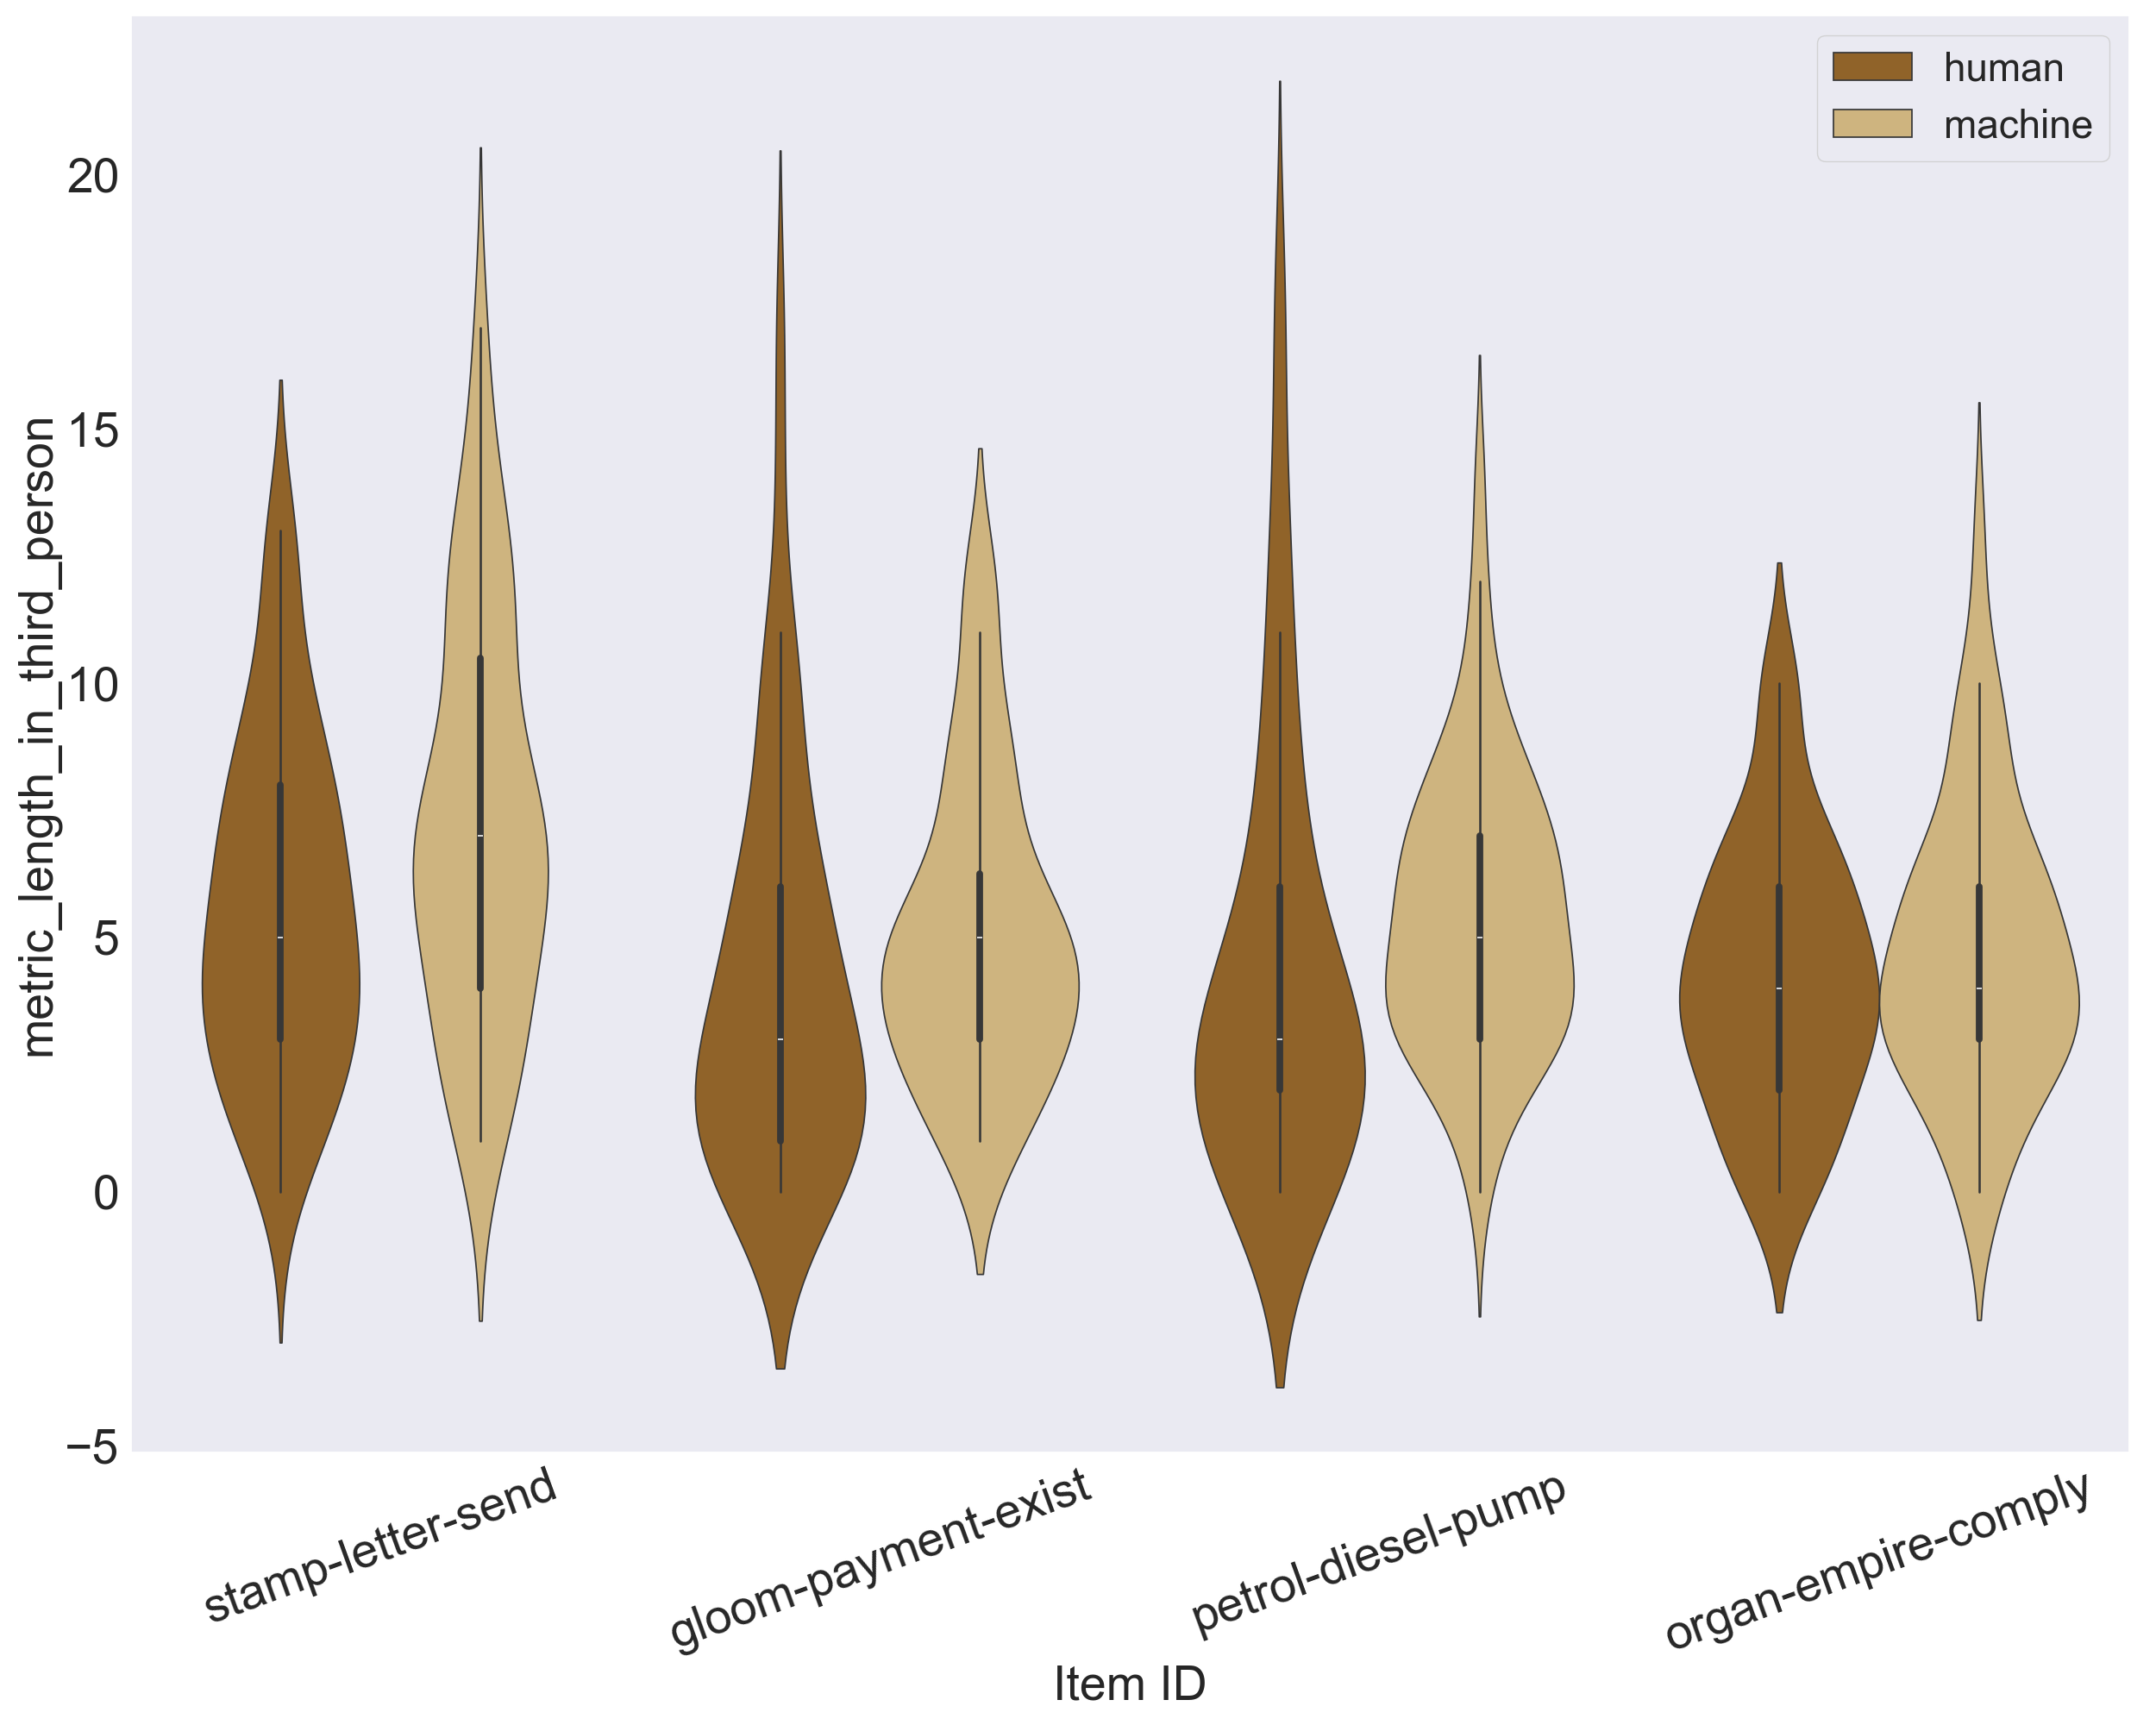 human
machine
metric_length_in_third_person
20
15
10
5
0
−5
stamp-letter-send
gloom-payment-exist
petrol-diesel-pump
organ-empire-comply
Item ID